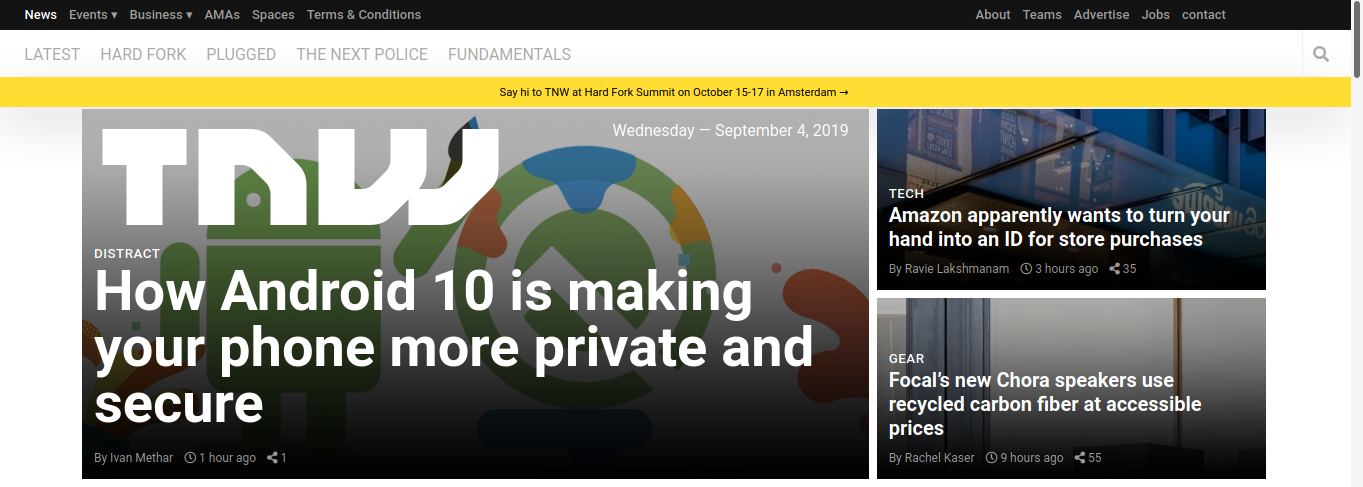 News Events ▾ Business ▾ AMAs Spaces Terms & Conditions About Teams Advertise Jobs contact
LATEST HARD FORK PLUGGED THE NEXT POLICE FUNDAMENTALS
Say hi to TNW at Hard Fork Summit on October 15-17 in Amsterdam →
TNW
Wednesday — September 4, 2019
DISTRACT
How Android 10 is making
your phone more private and
secure
By Ivan Methar 1 hour ago 1
TECH
Amazon apparently wants to turn your
hand into an ID for store purchases
By Ravie Lakshmanam 3 hours ago 35
GEAR
Focal’s new Chora speakers use
recycled carbon fiber at accessible
prices
By Rachel Kaser 9 hours ago 55